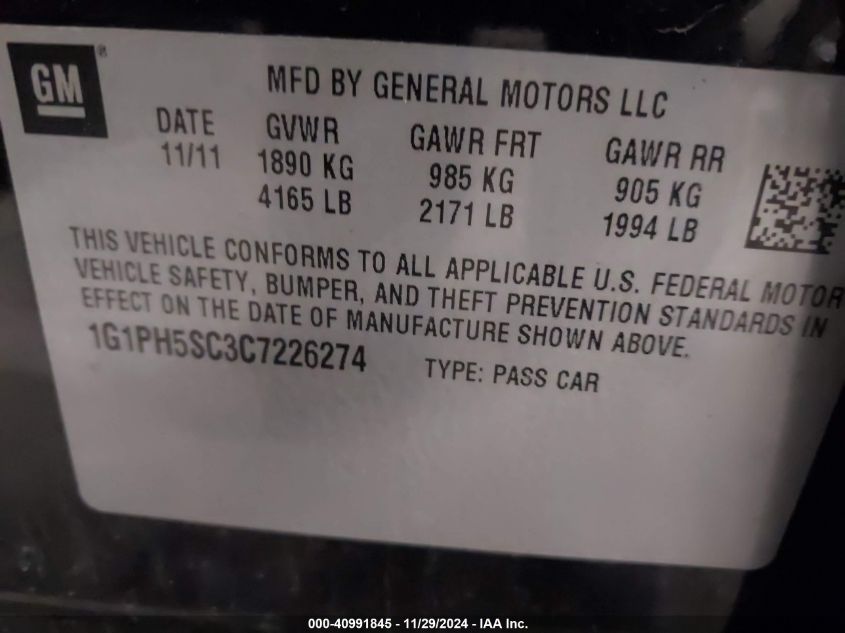 GM®
MFD BY GENERAL MOTORS LLC
DATE GVWR GAWR FRT GAWR RR
11/11 1890 KG 985 KG 905 KG
4165 LB 2171 LB 1994 LB
THIS VEHICLE CONFORMS TO ALL APPLICABLE U.S. FEDERAL MOTOR
VEHICLE SAFETY, BUMPER, AND THEFT PREVENTION STANDARDS IN
EFFECT ON THE DATE OF MANUFACTURE SHOWN ABOVE.
1G1PH5SC3C7226274 TYPE: PASS CAR
000-40991845 - 11/29/2024 - IAA Inc.